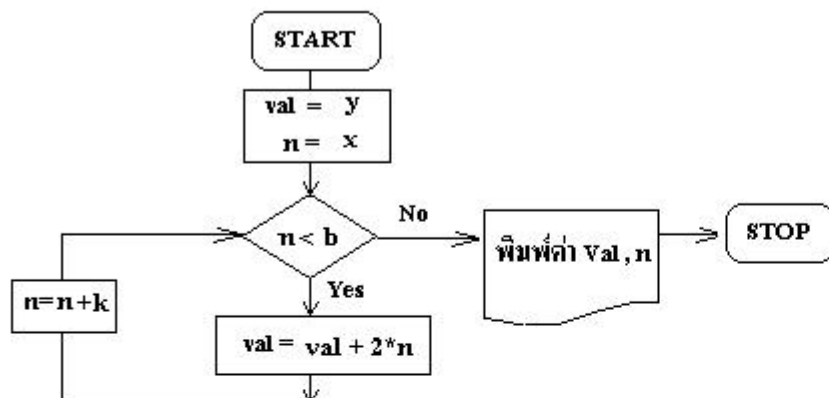 START
val = y
n = x
n < b
No
พิมพ์ค่า Val , n
STOP
Yes
n=n+k
val = val + 2*n